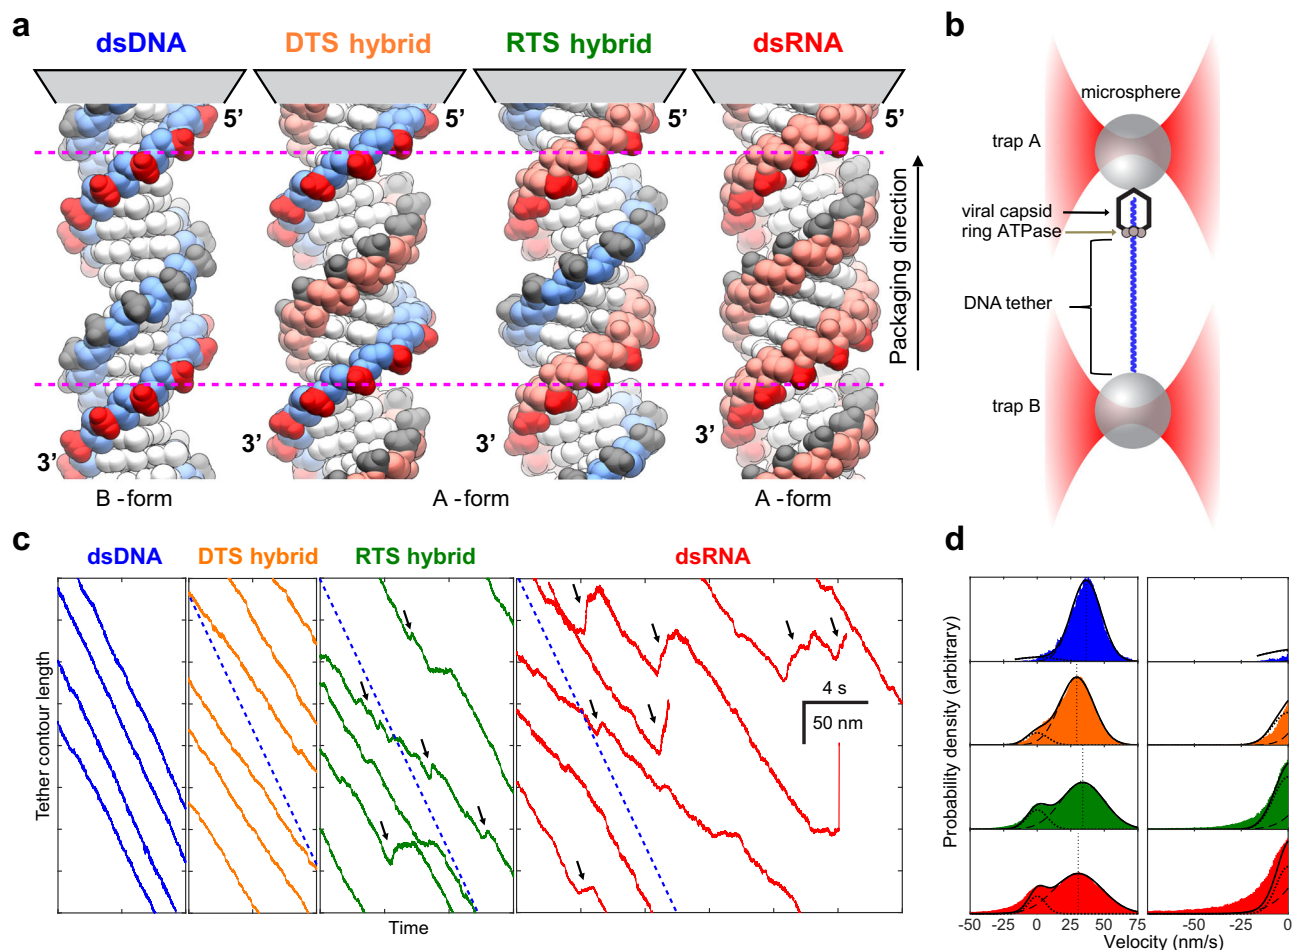 a
dsDNA
DTS hybrid
RTS hybrid
dsRNA
5’
5’
5’
5’
3’
3’
3’
3’
Packaging direction
B -form
A -form
A -form
b
microsphere
trap A
viral capsid
ring ATPase
DNA tether
trap B
c
dsDNA
DTS hybrid
RTS hybrid
dsRNA
Tether contour length
4 s
50 nm
Time
d
Probability density (arbitrary)
-50 -25 0 25 50 75 -50 -25 0
Velocity (nm/s)